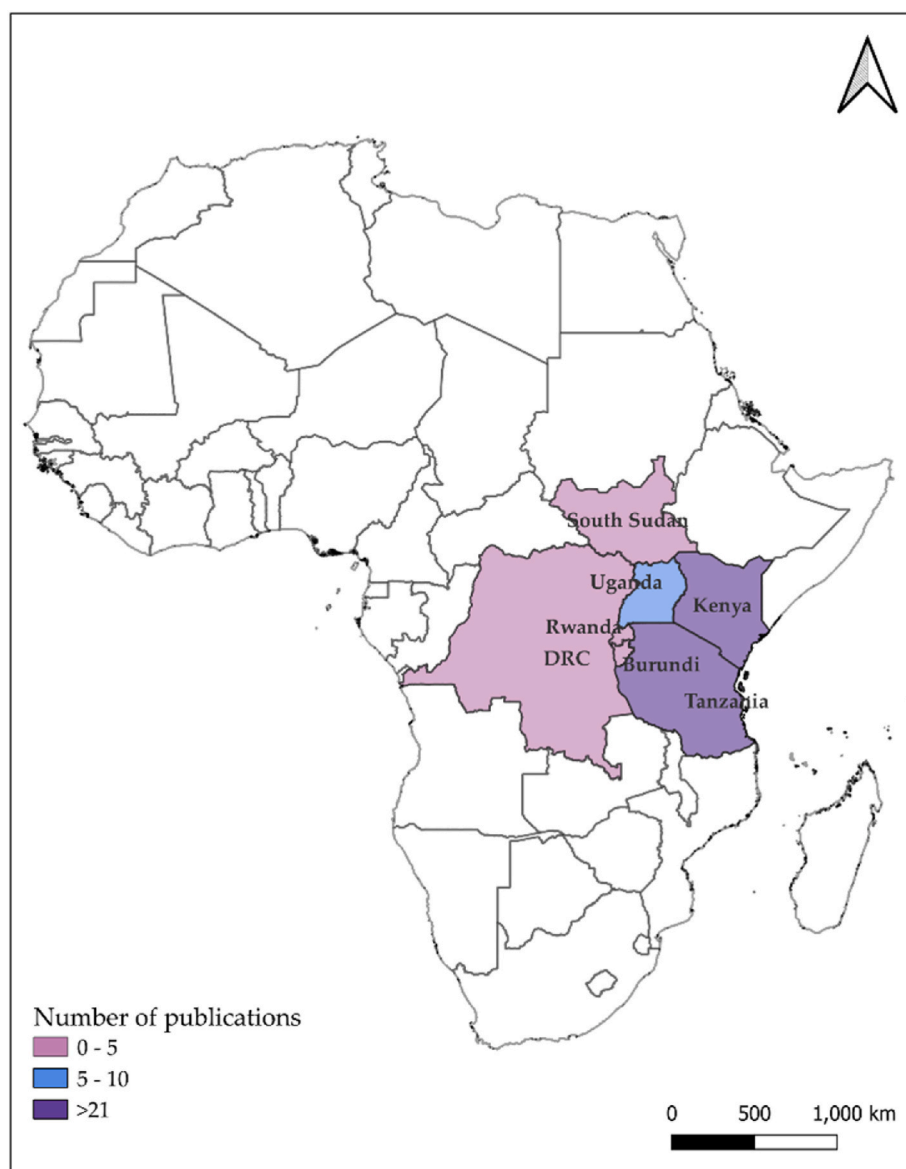 South Sudan
Uganda
Kenya
Rwanda
DRC
Burundi
Tanzania
Number of publications
0 - 5
5 - 10
>21
0 500 1,000 km